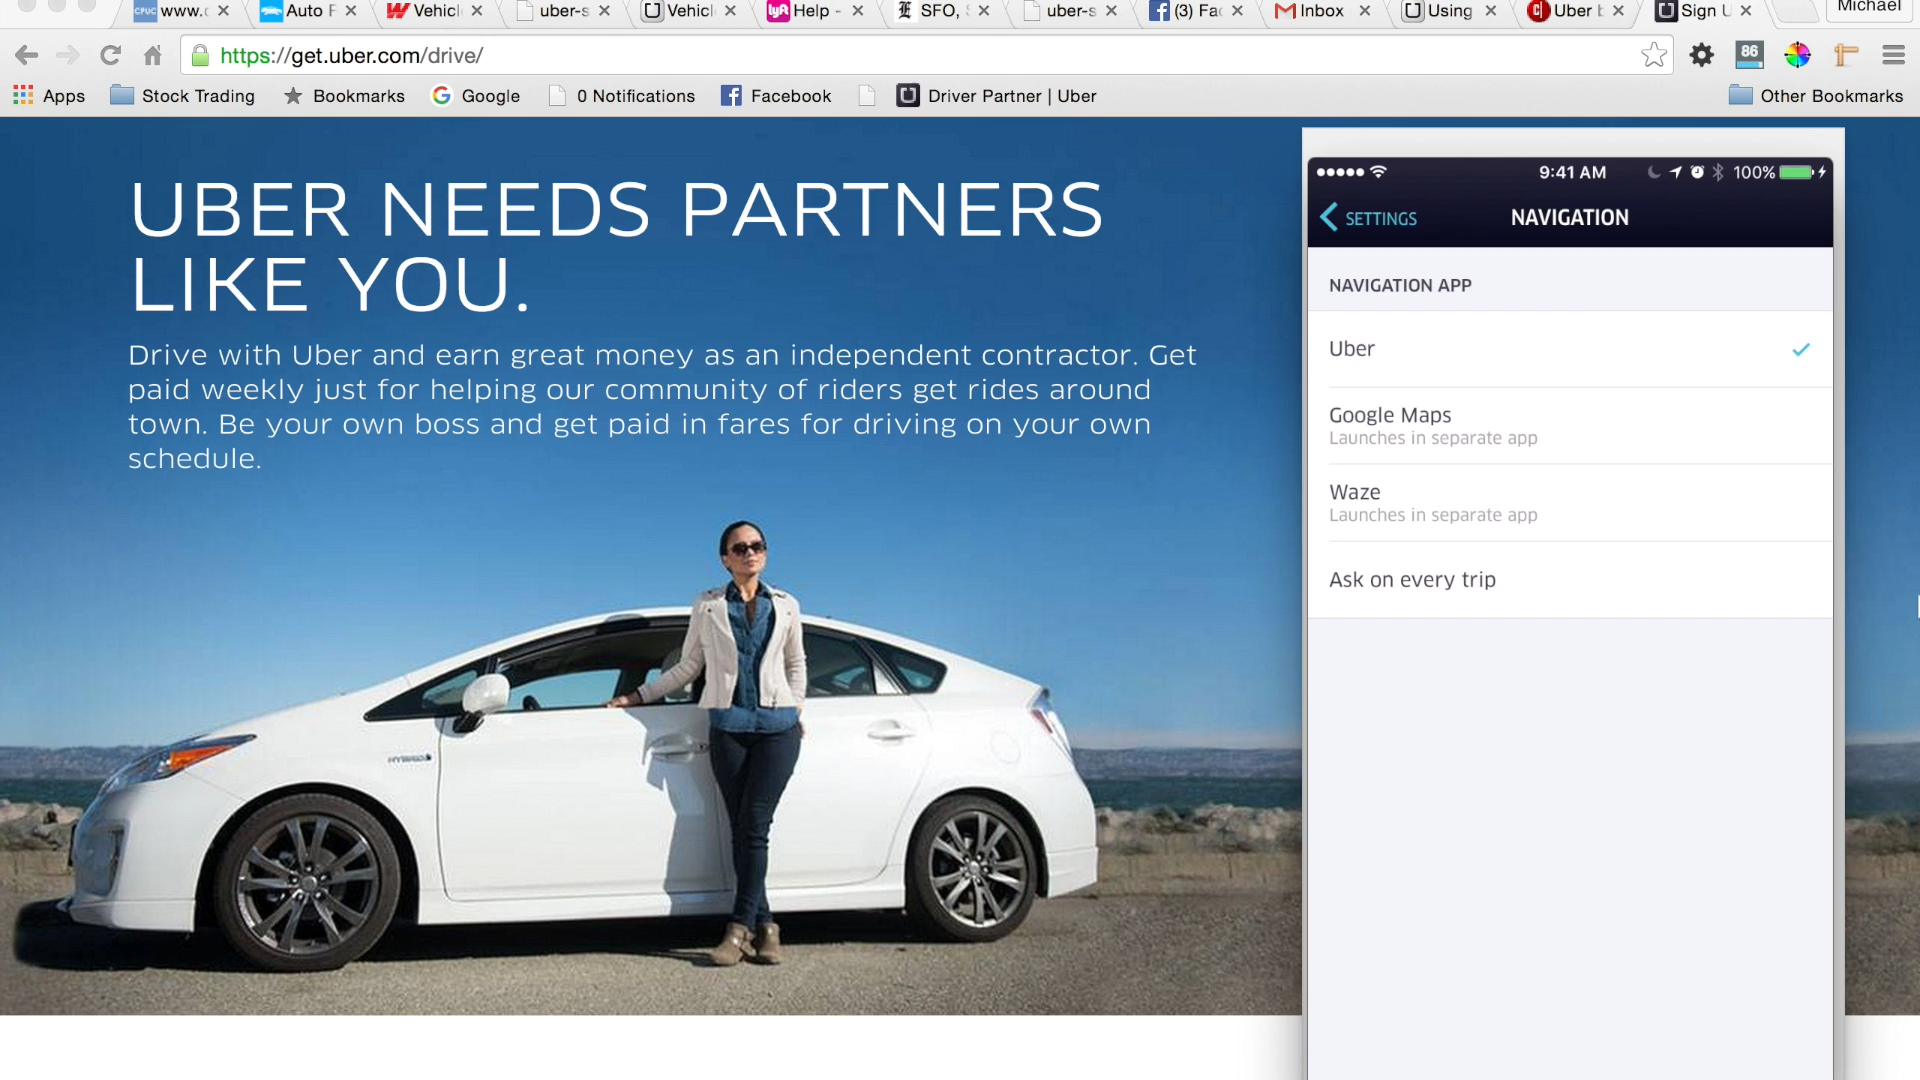 www.c
Auto F
Vehicl
uber-s
Vehicl
lyft Help -
SFO, S
uber-s
(3) Fac
Inbox
Using
Uber b
Sign U
Michael
https://get.uber.com/drive/
86
Apps
Stock Trading
Bookmarks
Google
0 Notifications
Facebook
Driver Partner | Uber
Other Bookmarks
UBER NEEDS PARTNERS
LIKE YOU.
Drive with Uber and earn great money as an independent contractor. Get
paid weekly just for helping our community of riders get rides around
town. Be your own boss and get paid in fares for driving on your own
schedule.
HYBRID
9:41 AM
100%
SETTINGS
NAVIGATION
NAVIGATION APP
Uber
Google Maps
Launches in separate app
Waze
Launches in separate app
Ask on every trip